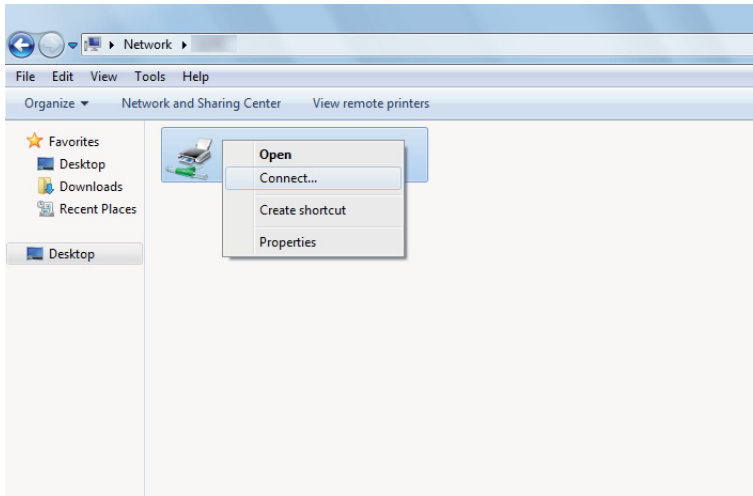 Network
File Edit View Tools Help
Organize Network and Sharing Center View remote printers
Favorites
Desktop
Downloads
Recent Places
Desktop
Open
Connect...
Create shortcut
Properties